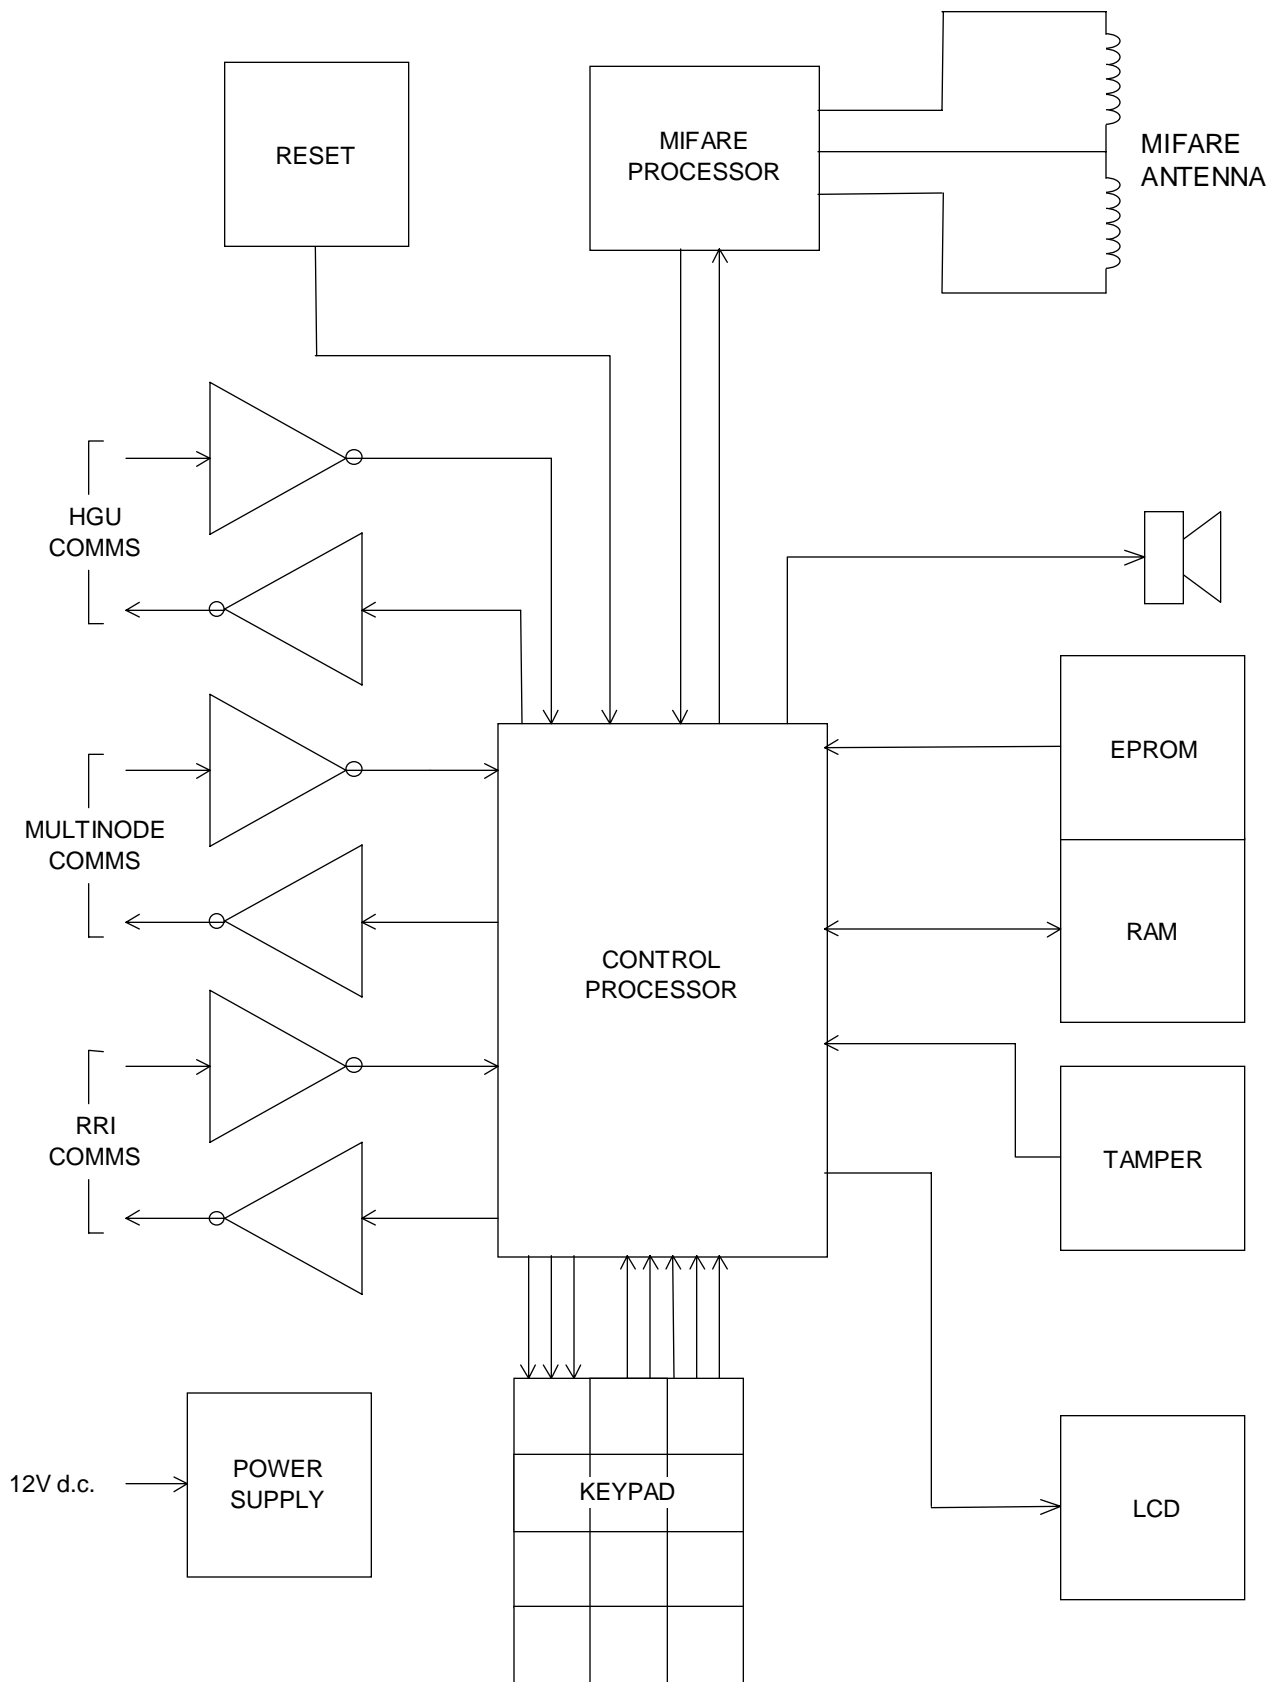 RESET
MIFARE
PROCESSOR
MIFARE
ANTENNA
HGU
COMMS
EPROM
MULTINODE
COMMS
RAM
CONTROL
PROCESSOR
RRI
COMMS
TAMPER
12V d.c.
POWER
SUPPLY
KEYPAD
LCD